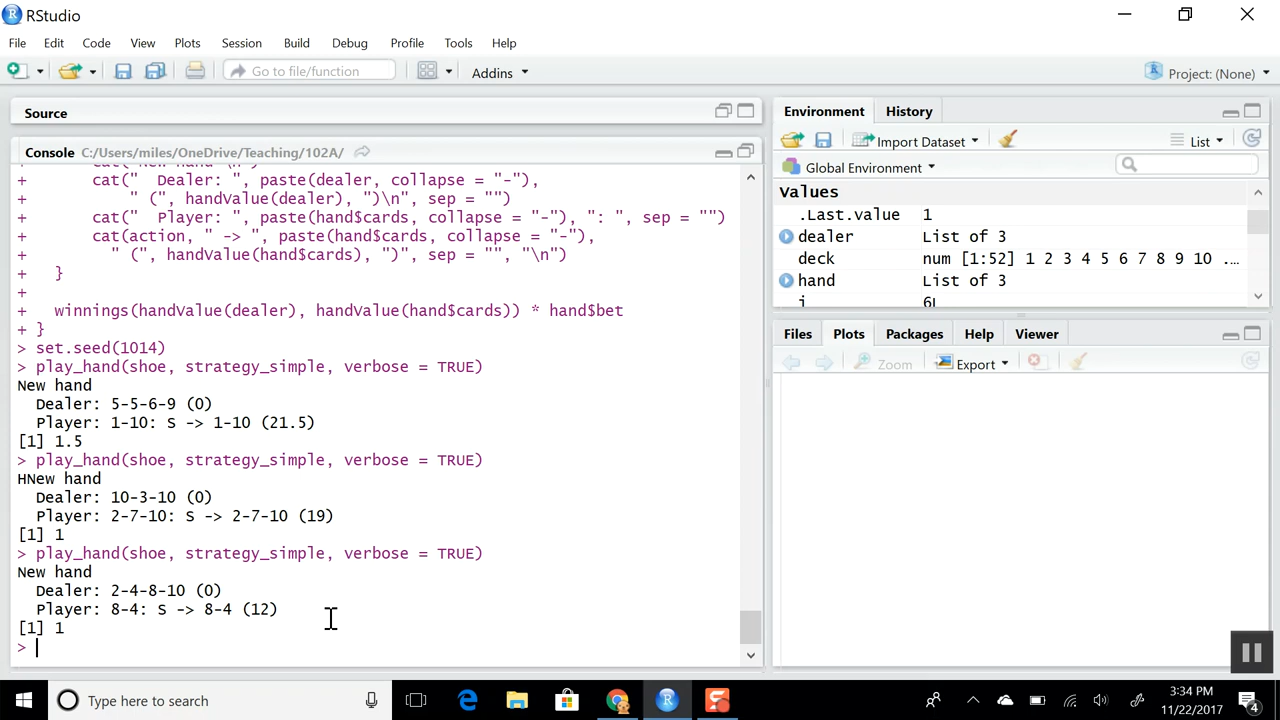 RStudio
File Edit Code View Plots Session Build Debug Profile Tools Help
Go to file/function
Addins
Project: (None)
Source
Console C:/Users/miles/OneDrive/Teaching/102A/
+ cat(" Dealer: ", paste(dealer, collapse = "-"),
+ " (", handValue(dealer), ")\n", sep = "")
+ cat(" Player: ", paste(hand$cards, collapse = "-"), ": ", sep = "")
+ cat(action, " -> ", paste(hand$cards, collapse = "-"),
+ " (", handValue(hand$cards), ")", sep = "", "\n")
+ }
+
+ winnings(handValue(dealer), handValue(hand$cards)) * hand$bet
+ }
> set.seed(1014)
> play_hand(shoe, strategy_simple, verbose = TRUE)
New hand
Dealer: 5-5-6-9 (0)
Player: 1-10: S -> 1-10 (21.5)
[1] 1.5
> play_hand(shoe, strategy_simple, verbose = TRUE)
HNew hand
Dealer: 10-3-10 (0)
Player: 2-7-10: S -> 2-7-10 (19)
[1] 1
> play_hand(shoe, strategy_simple, verbose = TRUE)
New hand
Dealer: 2-4-8-10 (0)
Player: 8-4: S -> 8-4 (12)
[1] 1
>
Environment History
Import Dataset
List
Global Environment
Values
.Last.value 1
dealer List of 3
deck num [1:52] 1 2 3 4 5 6 7 8 9 10 ...
hand List of 3
i 6L
Files Plots Packages Help Viewer
Zoom Export
Type here to search
3:34 PM
11/22/2017
4